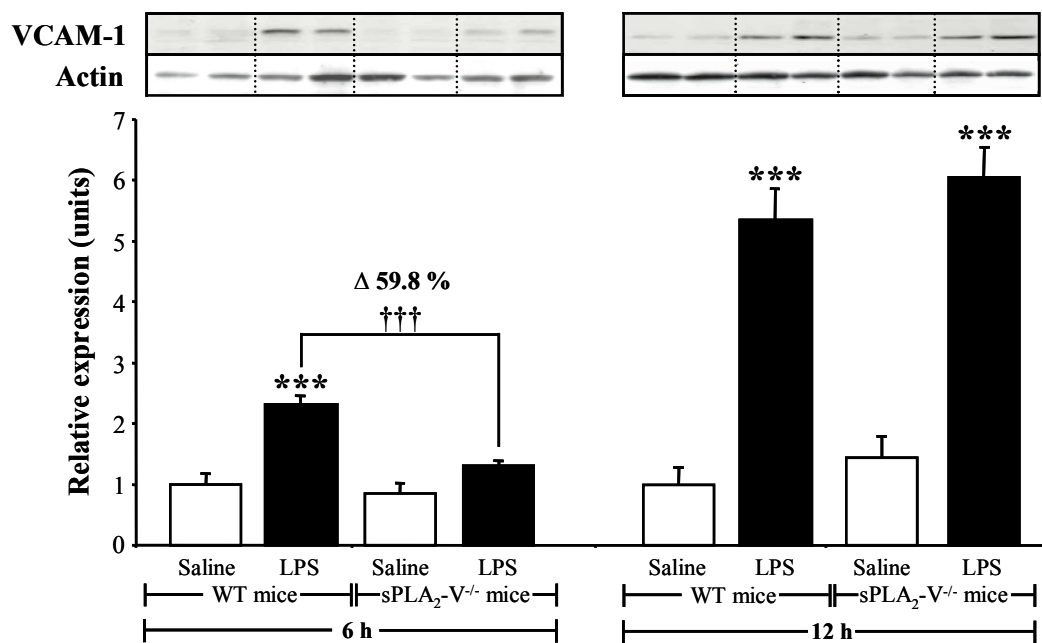 VCAM-1
Actin
Relative expression (units)
7
6
5
4
3
2
1
0
Δ 59.8 %
†††
***
***
***
Saline LPS Saline LPS Saline LPS Saline LPS
WT mice sPLA₂-V⁻/⁻ mice WT mice sPLA₂-V⁻/⁻ mice
6 h 12 h